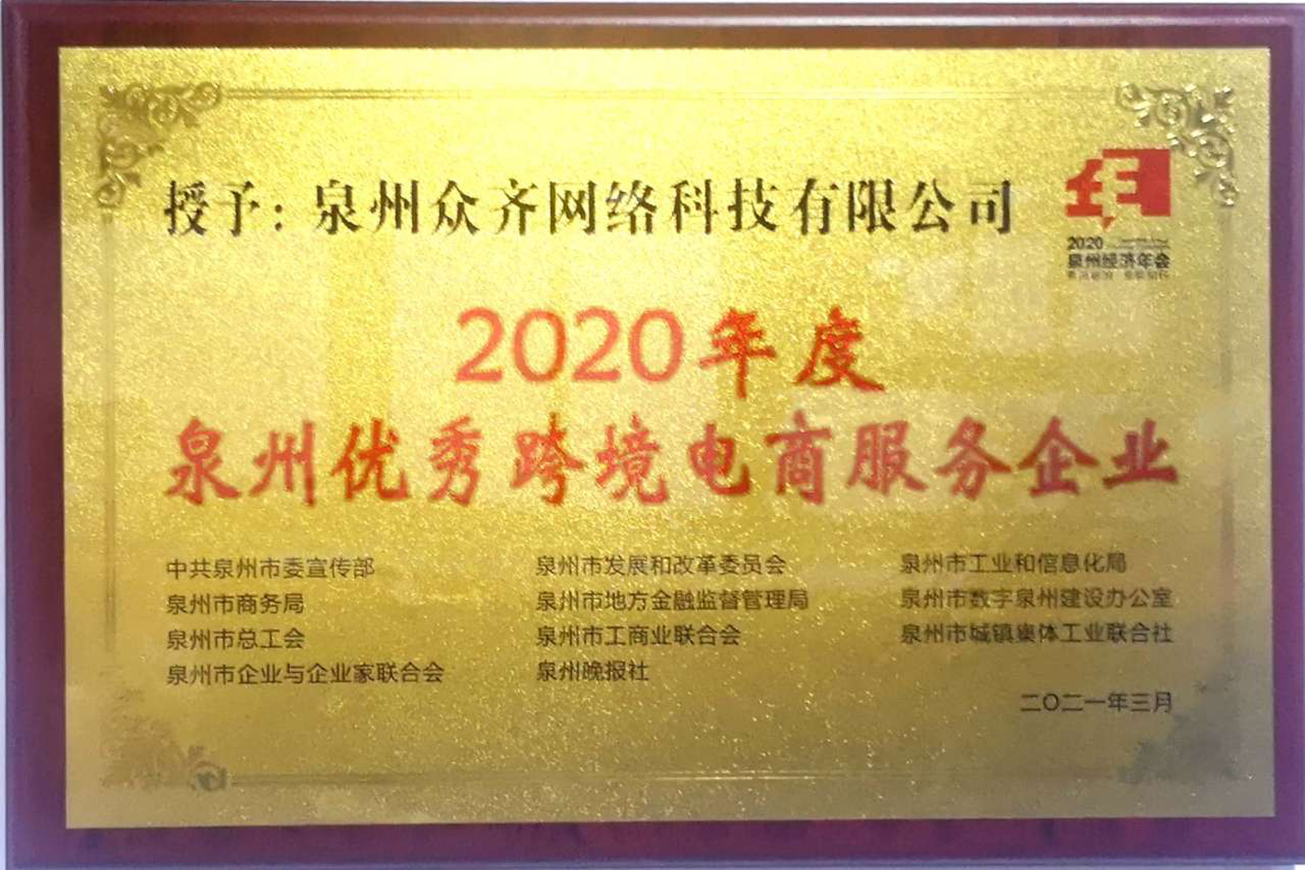 授予：泉州众齐网络科技有限公司
2020
泉州经济年会
2020年度
泉州优秀跨境电商服务企业
中共泉州市委宣传部
泉州市发展和改革委员会
泉州市工业和信息化局
泉州市商务局
泉州市地方金融监督管理局
泉州市数字泉州建设办公室
泉州市总工会
泉州市工商业联合会
泉州市城镇集体工业联合社
泉州市企业与企业家联合会
泉州晚报社
二〇二一年三月